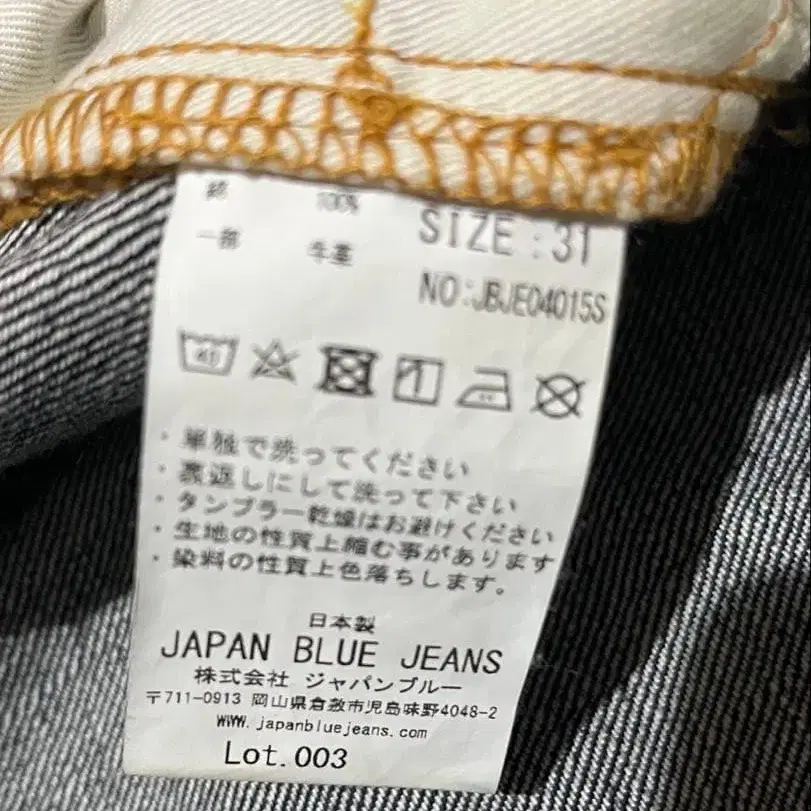 綿 100%
一部 牛革
SIZE : 31
NO:JBJE04015S
40
・単独で洗ってください
・裏返しにして洗って下さい
・タンブラー乾燥はお避けください
・生地の性質上縮む事があります
・染料の性質上色落ちします。
日本製
JAPAN BLUE JEANS
株式会社 ジャパンブルー
〒711-0913 岡山県倉敷市児島味野4048-2
www.japanbluejeans.com
Lot.003